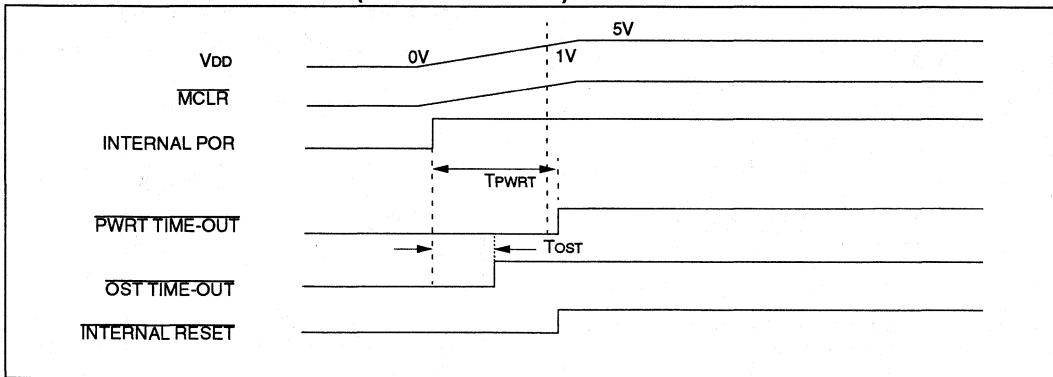 5V
0V
1V
VDD
MCLR
INTERNAL POR
TPWRT
PWRT TIME-OUT
TOST
OST TIME-OUT
INTERNAL RESET